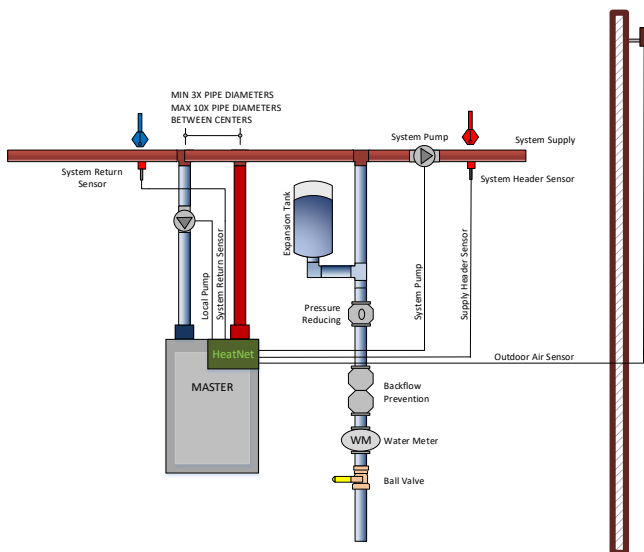 MIN 3X PIPE DIAMETERS
MAX 10X PIPE DIAMETERS
BETWEEN CENTERS
System Pump
System Supply
System Return
Sensor
System Header Sensor
Expansion Tank
Local Pump
System Return Sensor
System Pump
Supply Header Sensor
Pressure
Reducing
HeatNet
Outdoor Air Sensor
MASTER
Backflow
Prevention
WM
Water Meter
Ball Valve